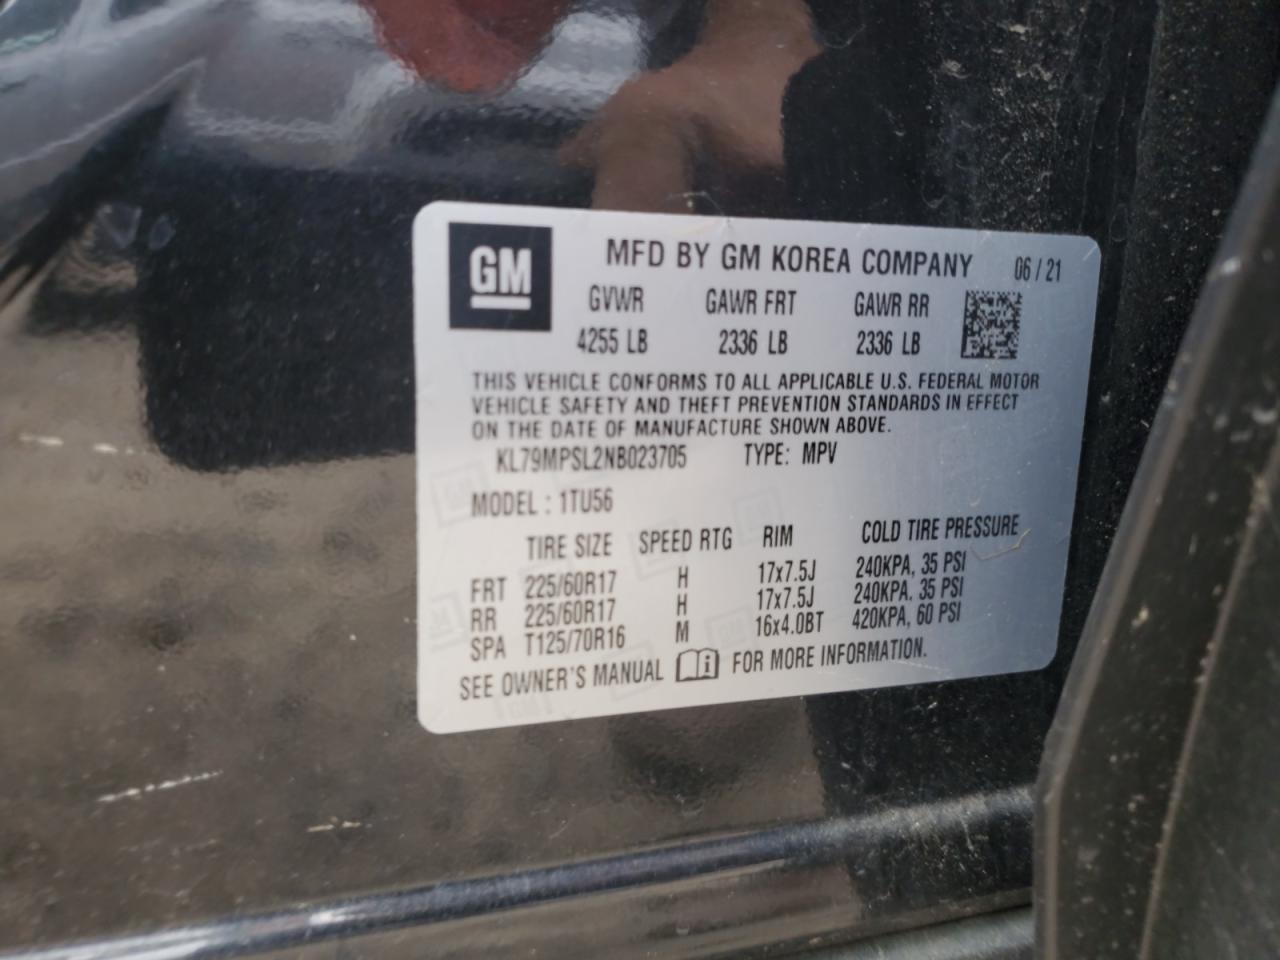 GM
MFD BY GM KOREA COMPANY 06 / 21
GVWR GAWR FRT GAWR RR
4255 LB 2336 LB 2336 LB
THIS VEHICLE CONFORMS TO ALL APPLICABLE U.S. FEDERAL MOTOR
VEHICLE SAFETY AND THEFT PREVENTION STANDARDS IN EFFECT
ON THE DATE OF MANUFACTURE SHOWN ABOVE.
KL79MPSL2NB023705 TYPE: MPV
MODEL : 1TU56
TIRE SIZE SPEED RTG RIM COLD TIRE PRESSURE
FRT 225/60R17 H 17x7.5J 240KPA, 35 PSI
RR 225/60R17 H 17x7.5J 240KPA, 35 PSI
SPA T125/70R16 M 16x4.0BT 420KPA, 60 PSI
SEE OWNER'S MANUAL i FOR MORE INFORMATION.